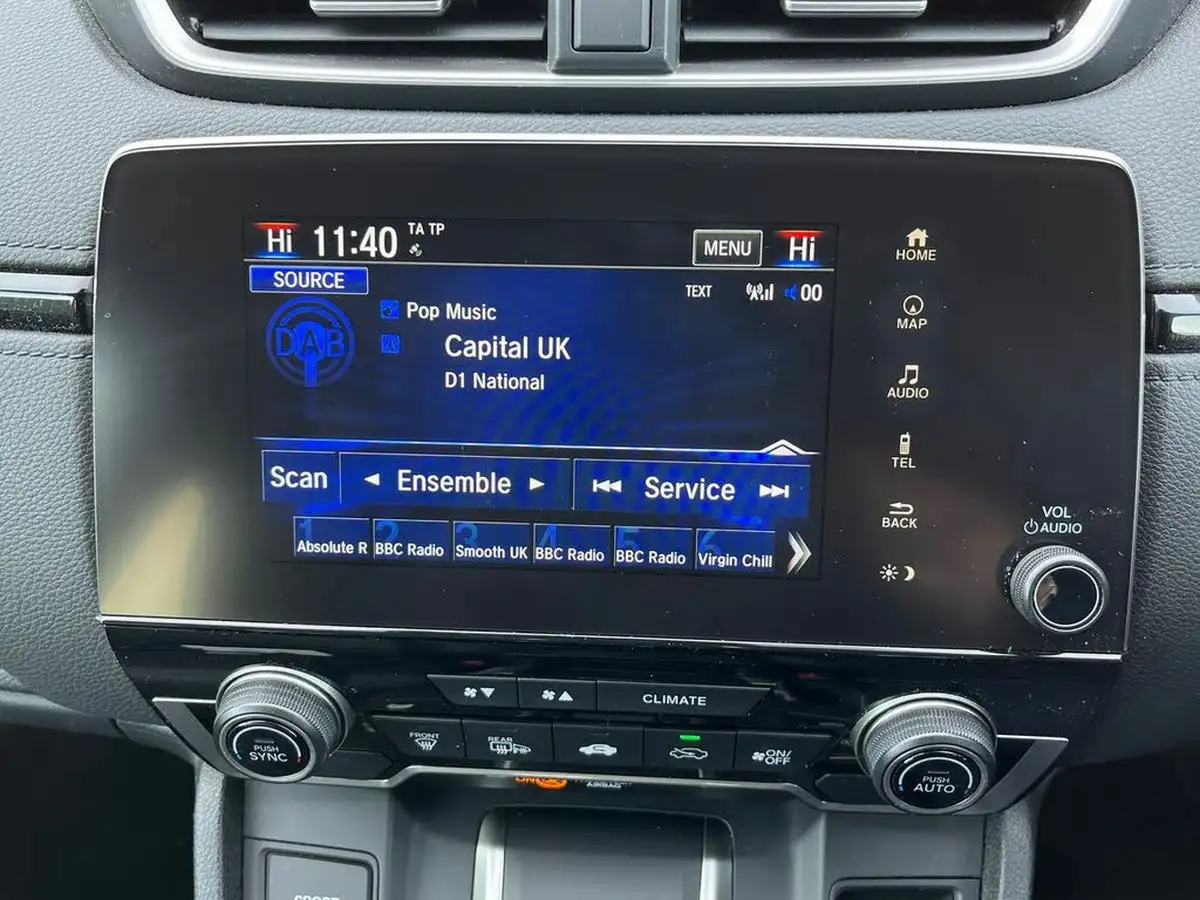 Hi 11:40 TA TP MENU Hi
SOURCE TEXT 00
DAB Pop Music
Capital UK
D1 National
Scan Ensemble Service
1 2 3 4 5 6
Absolute R BBC Radio Smooth UK BBC Radio BBC Radio Virgin Chill
HOME
MAP
AUDIO
TEL
BACK
VOL
AUDIO
CLIMATE
FRONT REAR ON/OFF
PUSH
SYNC
PUSH
AUTO
AIRBAG
SPORT